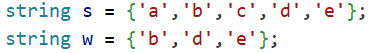 string s = {'a','b','c','d','e'};
string w = {'b','d','e'};